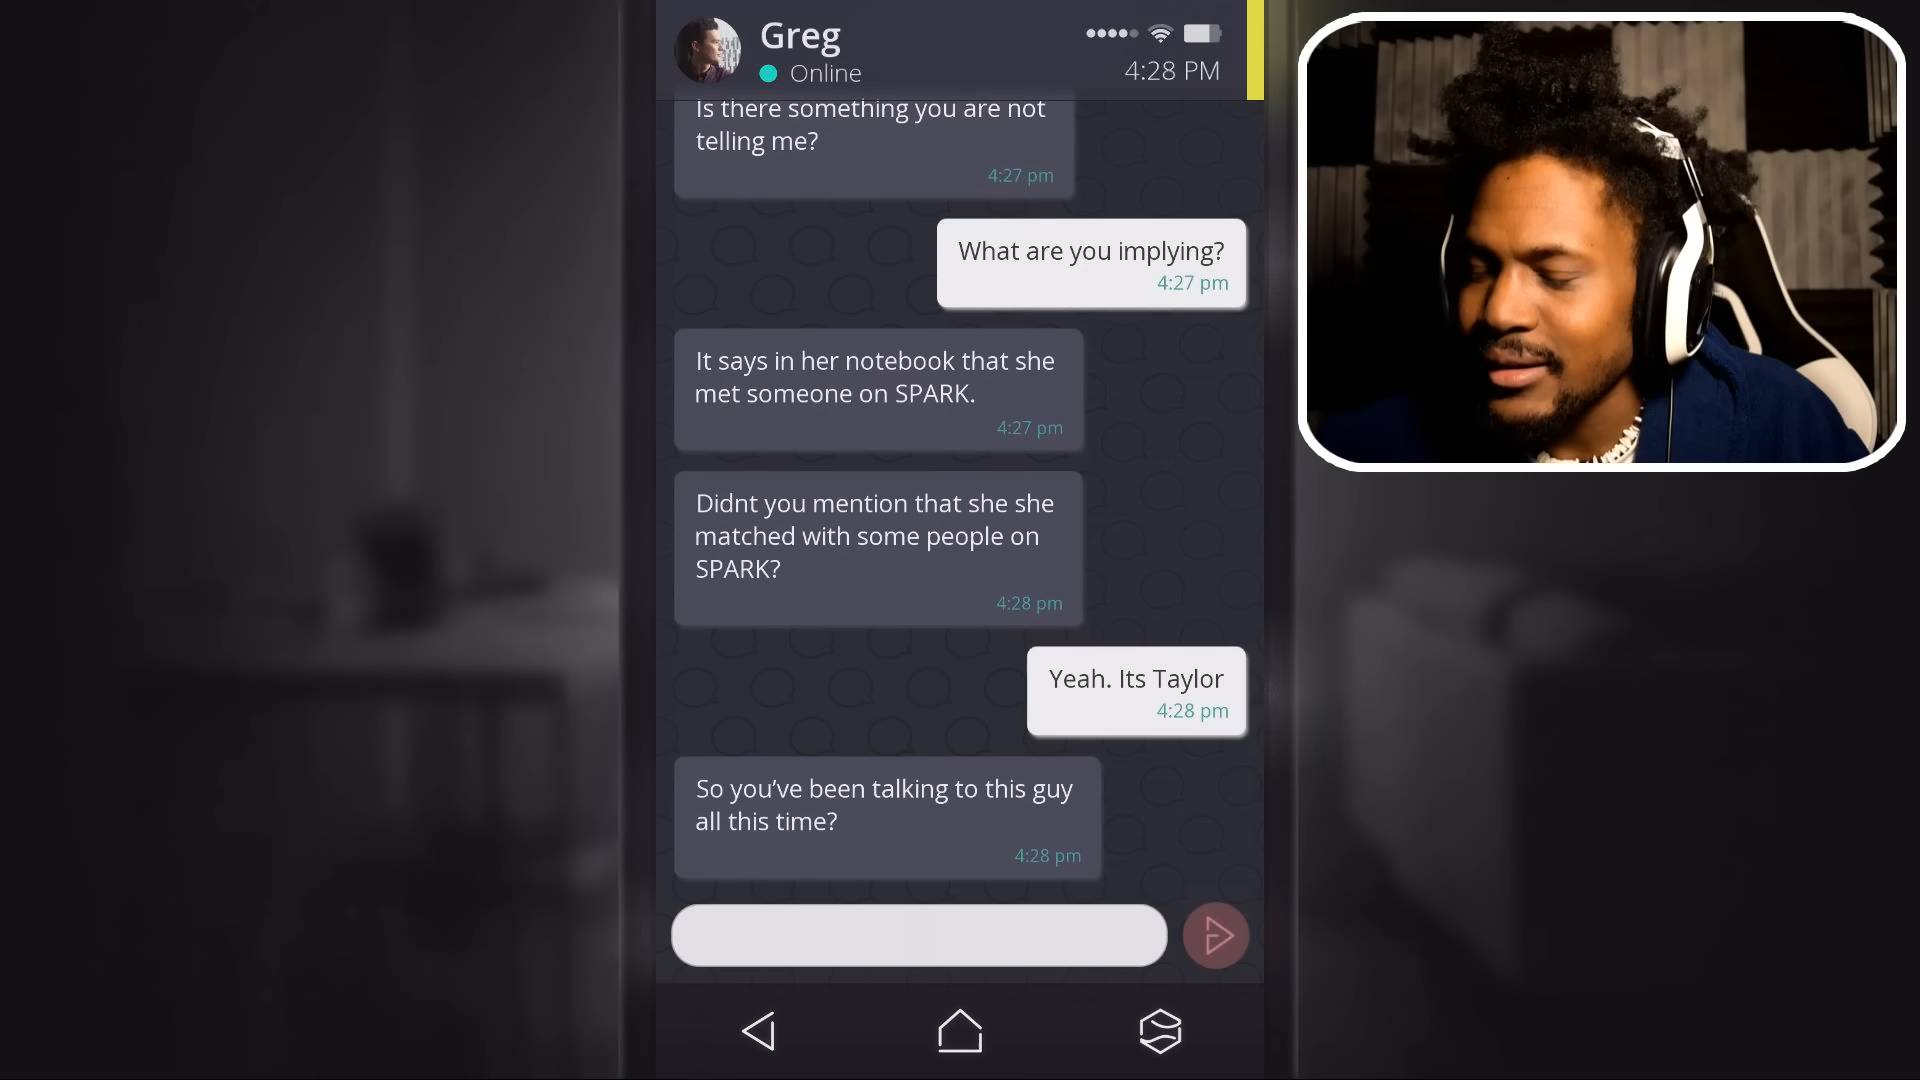 Greg
Online
4:28 PM
Is there something you are not
telling me?
4:27 pm
What are you implying?
4:27 pm
It says in her notebook that she
met someone on SPARK.
4:27 pm
Didnt you mention that she she
matched with some people on
SPARK?
4:28 pm
Yeah. Its Taylor
4:28 pm
So you’ve been talking to this guy
all this time?
4:28 pm